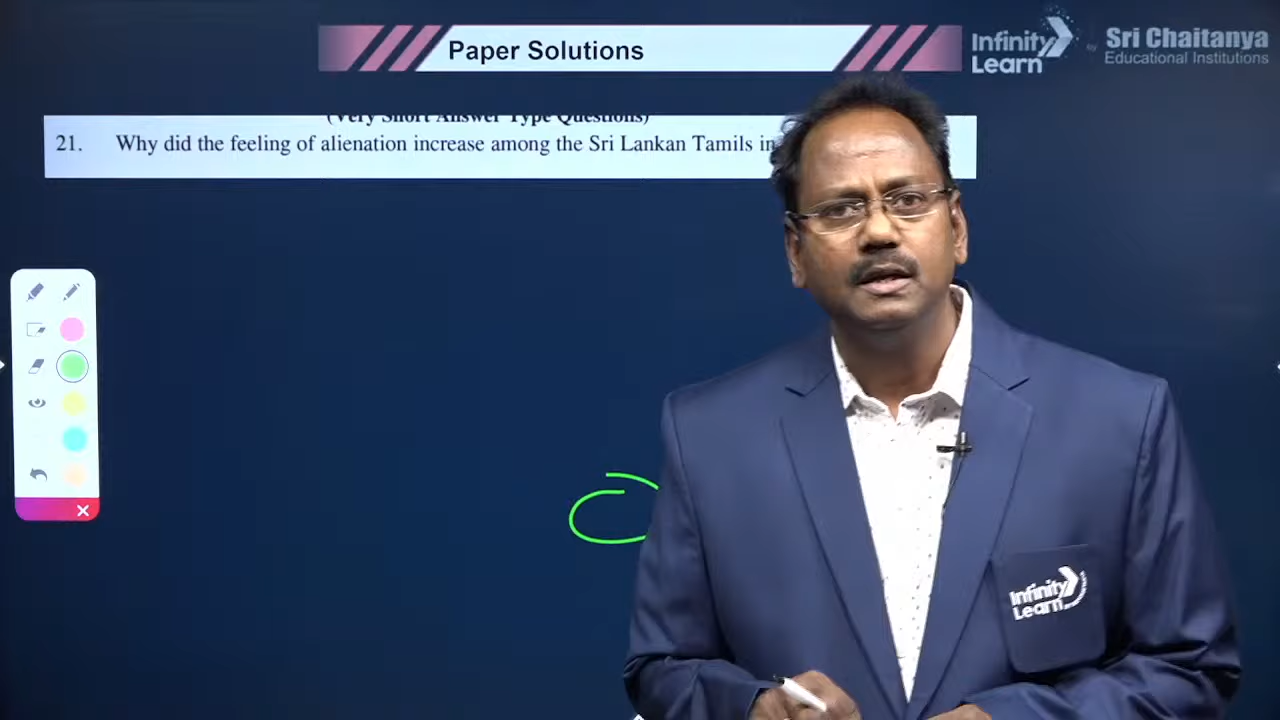 Paper Solutions
Infinity
Learn
by
Sri Chaitanya
Educational Institutions
(Very Short Answer Type Questions)
21. Why did the feeling of alienation increase among the Sri Lankan Tamils in
Infinity
Learn